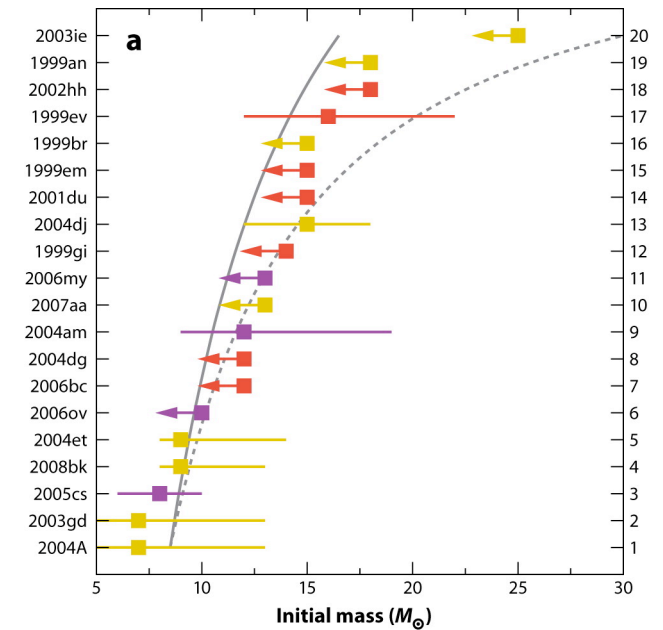 a
2003ie 20
1999an 19
2002hh 18
1999ev 17
1999br 16
1999em 15
2001du 14
2004dj 13
1999gi 12
2006my 11
2007aa 10
2004am 9
2004dg 8
2006bc 7
2006ov 6
2004et 5
2008bk 4
2005cs 3
2003gd 2
2004A 1
5 10 15 20 25 30
Initial mass (M☉)